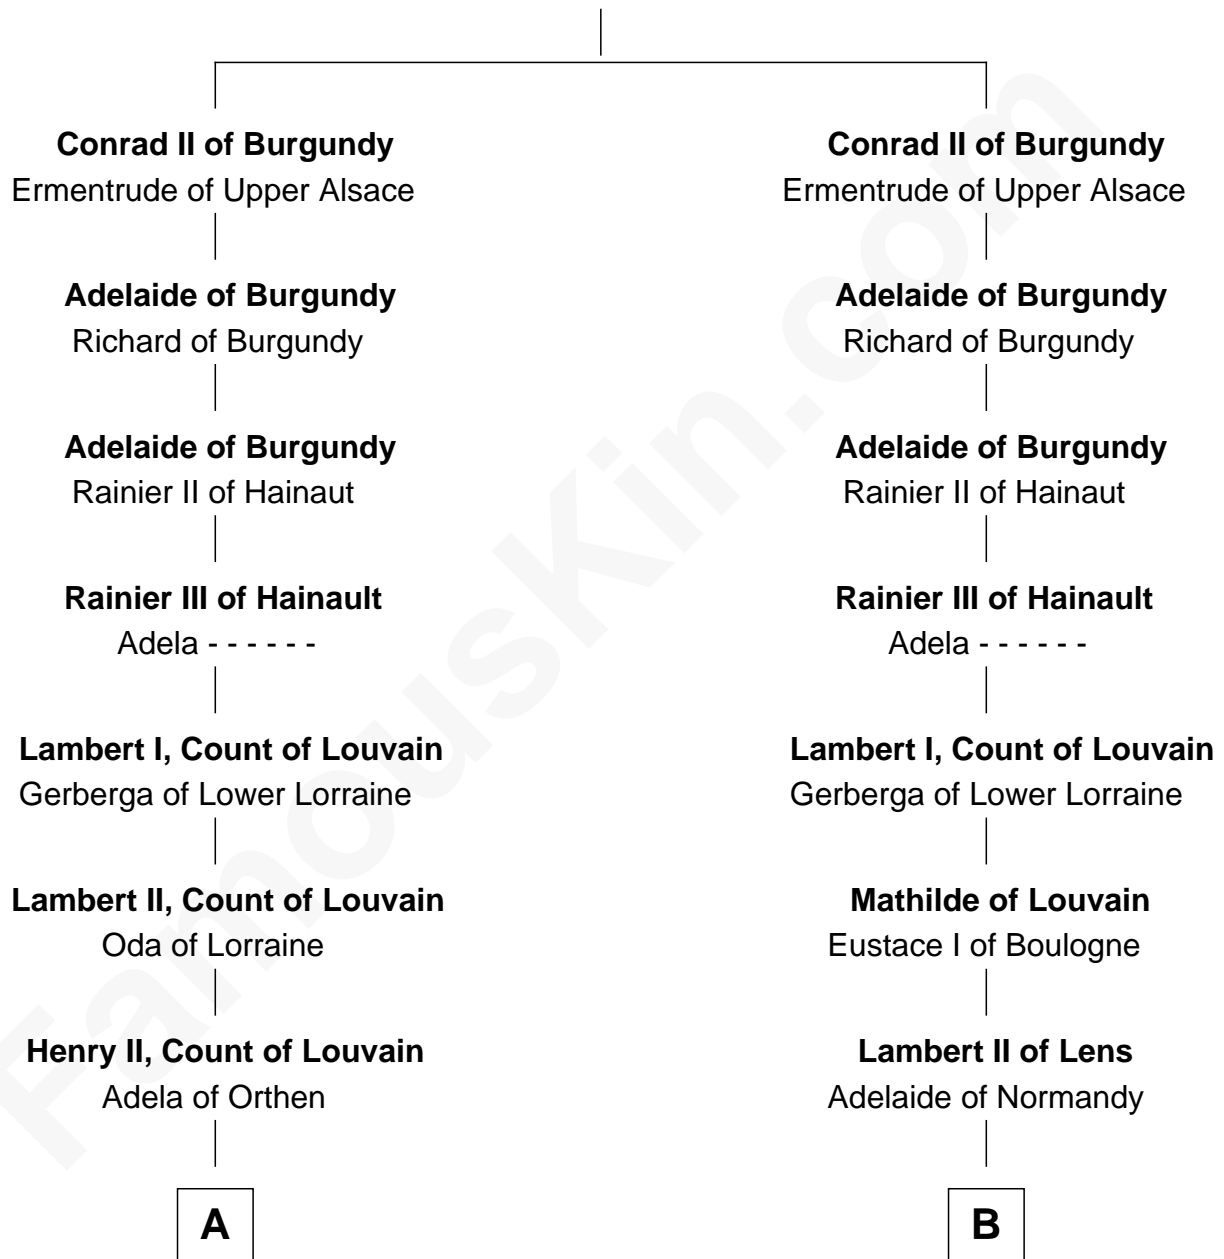 Conrad II of Burgundy
Ermentrude of Upper Alsace
Adelaide of Burgundy
Richard of Burgundy
Adelaide of Burgundy
Rainier II of Hainaut
Rainier III of Hainault
Adela - - - - - -
Lambert I, Count of Louvain
Gerberga of Lower Lorraine
Lambert II, Count of Louvain
Oda of Lorraine
Henry II, Count of Louvain
Adela of Orthen
A
Conrad II of Burgundy
Ermentrude of Upper Alsace
Adelaide of Burgundy
Richard of Burgundy
Adelaide of Burgundy
Rainier II of Hainaut
Rainier III of Hainault
Adela - - - - - -
Lambert I, Count of Louvain
Gerberga of Lower Lorraine
Mathilde of Louvain
Eustace I of Boulogne
Lambert II of Lens
Adelaide of Normandy
B
FamousKin.com